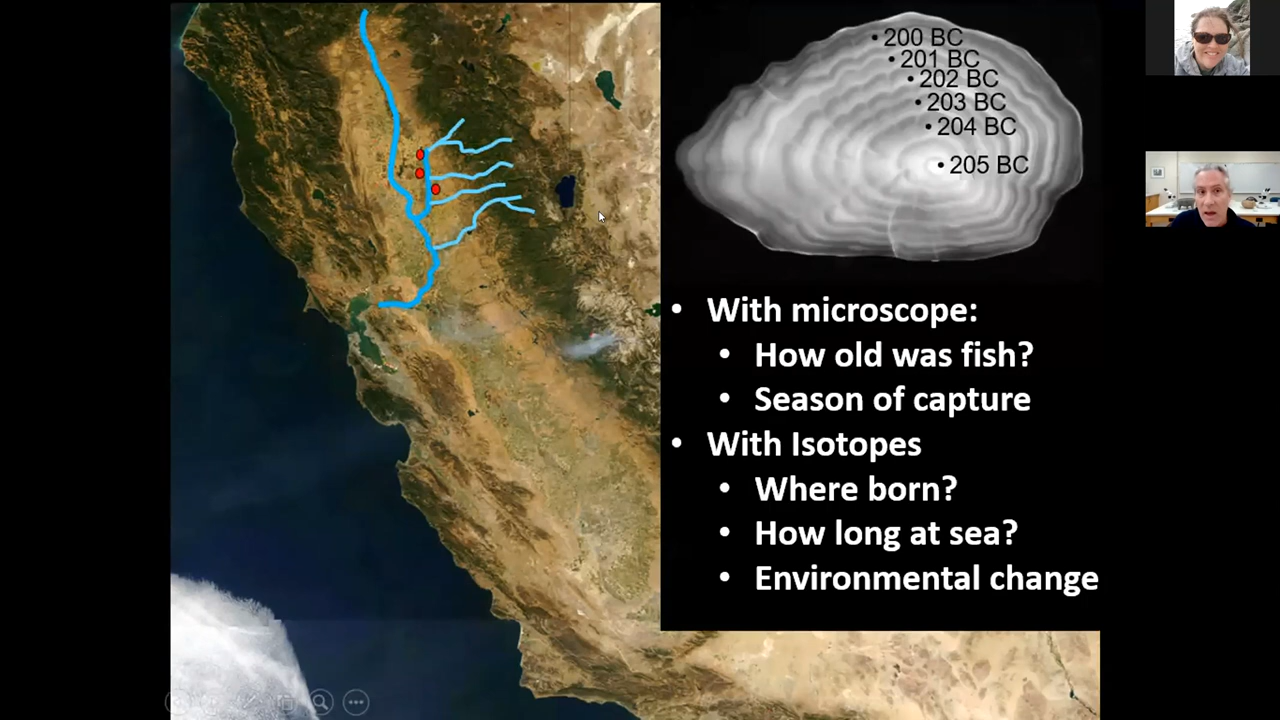 • 200 BC
• 201 BC
• 202 BC
• 203 BC
• 204 BC
• 205 BC
• With microscope:
• How old was fish?
• Season of capture
• With Isotopes
• Where born?
• How long at sea?
• Environmental change